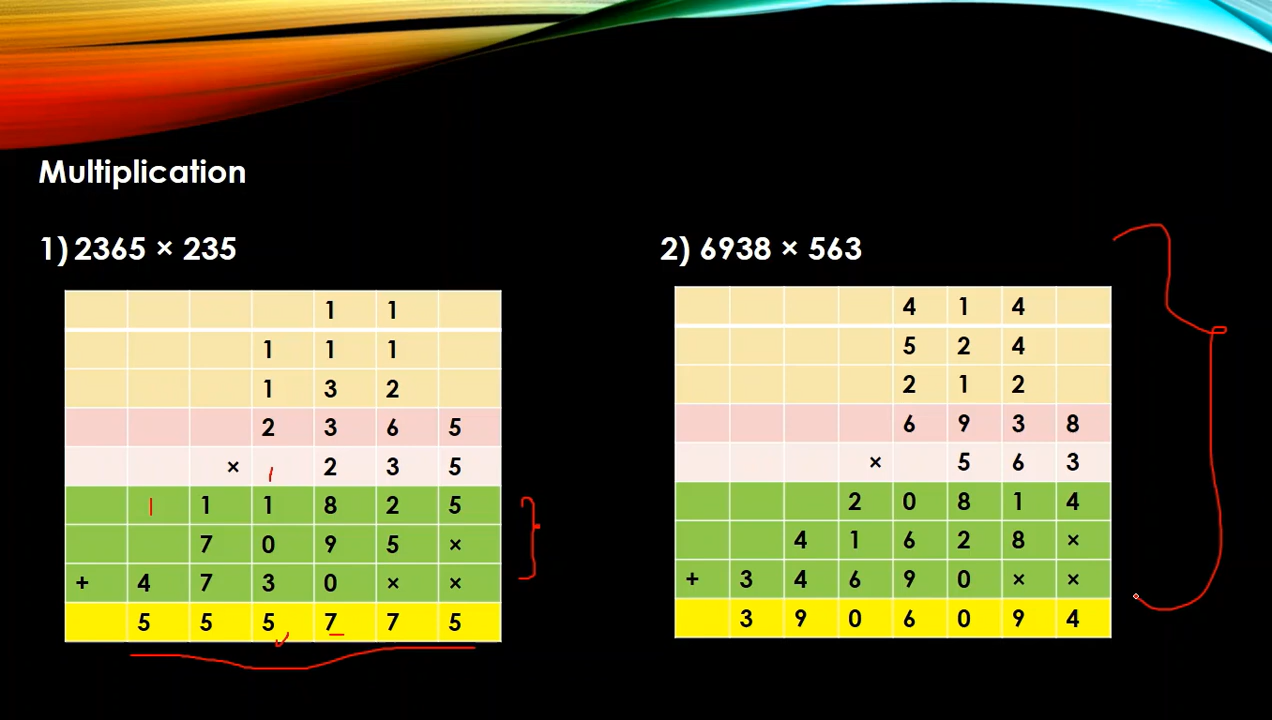 Multiplication
1) 2365 × 235
1 1
1 1 1
1 3 2
2 3 6 5
× 2 3 5
1 1 8 2 5
7 0 9 5 ×
+ 4 7 3 0 × ×
5 5 5 7 7 5
2) 6938 × 563
4 1 4
5 2 4
2 1 2
6 9 3 8
× 5 6 3
2 0 8 1 4
4 1 6 2 8 ×
+ 3 4 6 9 0 × ×
3 9 0 6 0 9 4